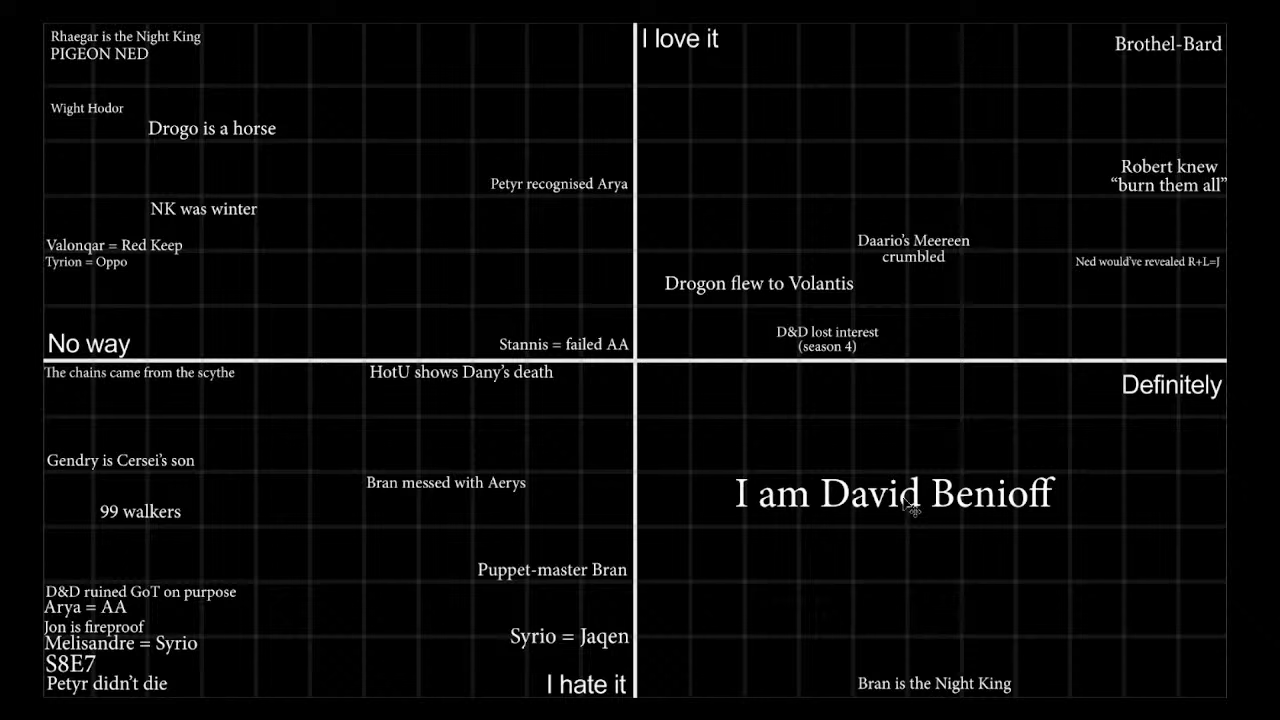 Rhaegar is the Night King
PIGEON NED
Wight Hodor
Drogo is a horse
Petyr recognised Arya
NK was winter
Valonqar = Red Keep
Tyrion = Oppo
No way
Stannis = failed AA
I love it
Brothel-Bard
Robert knew
“burn them all”
Daario’s Meereen
crumbled
Ned would’ve revealed R+L=J
Drogon flew to Volantis
D&D lost interest
(season 4)
The chains came from the scythe
HotU shows Dany’s death
Gendry is Cersei’s son
Bran messed with Aerys
99 walkers
Puppet-master Bran
D&D ruined GoT on purpose
Arya = AA
Jon is fireproof
Melisandre = Syrio
Syrio = Jaqen
S8E7
Petyr didn’t die
I hate it
Definitely
I am David Benioff
Bran is the Night King